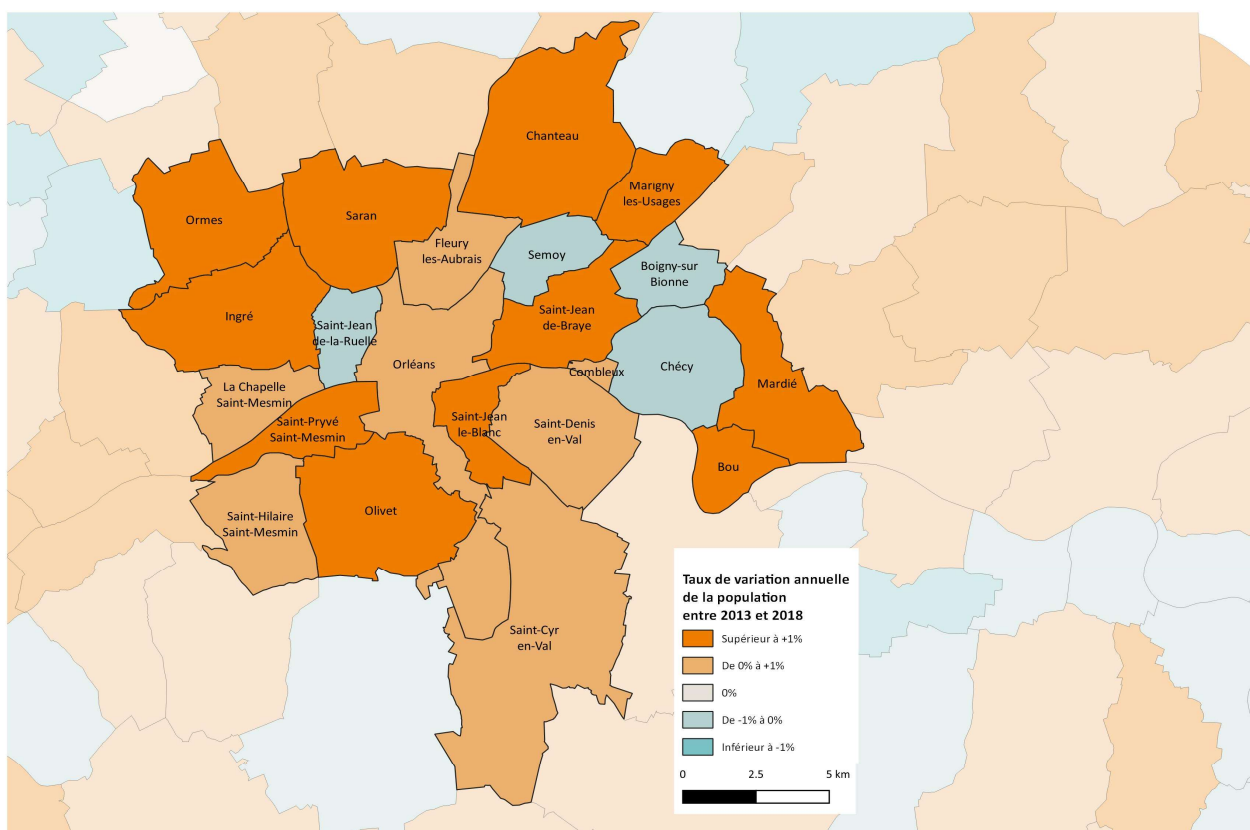 Chanteau
Marigny
les-Usages
Ormes
Saran
Fleury
les-Aubrais
Semoy
Boigny-sur
Bionne
Ingré
Saint-Jean
de-la-Ruelle
Saint-Jean
de-Braye
Orléans
Combleux
Chécy
Mardié
La Chapelle
Saint-Mesmin
Saint-Pryvé
Saint-Mesmin
Saint-Jean
le-Blanc
Saint-Denis
en-Val
Bou
Saint-Hilaire
Saint-Mesmin
Olivet
Saint-Cyr
en-Val
Taux de variation annuelle
de la population
entre 2013 et 2018
Supérieur à +1%
De 0% à +1%
0%
De -1% à 0%
Inférieur à -1%
0 2.5 5 km